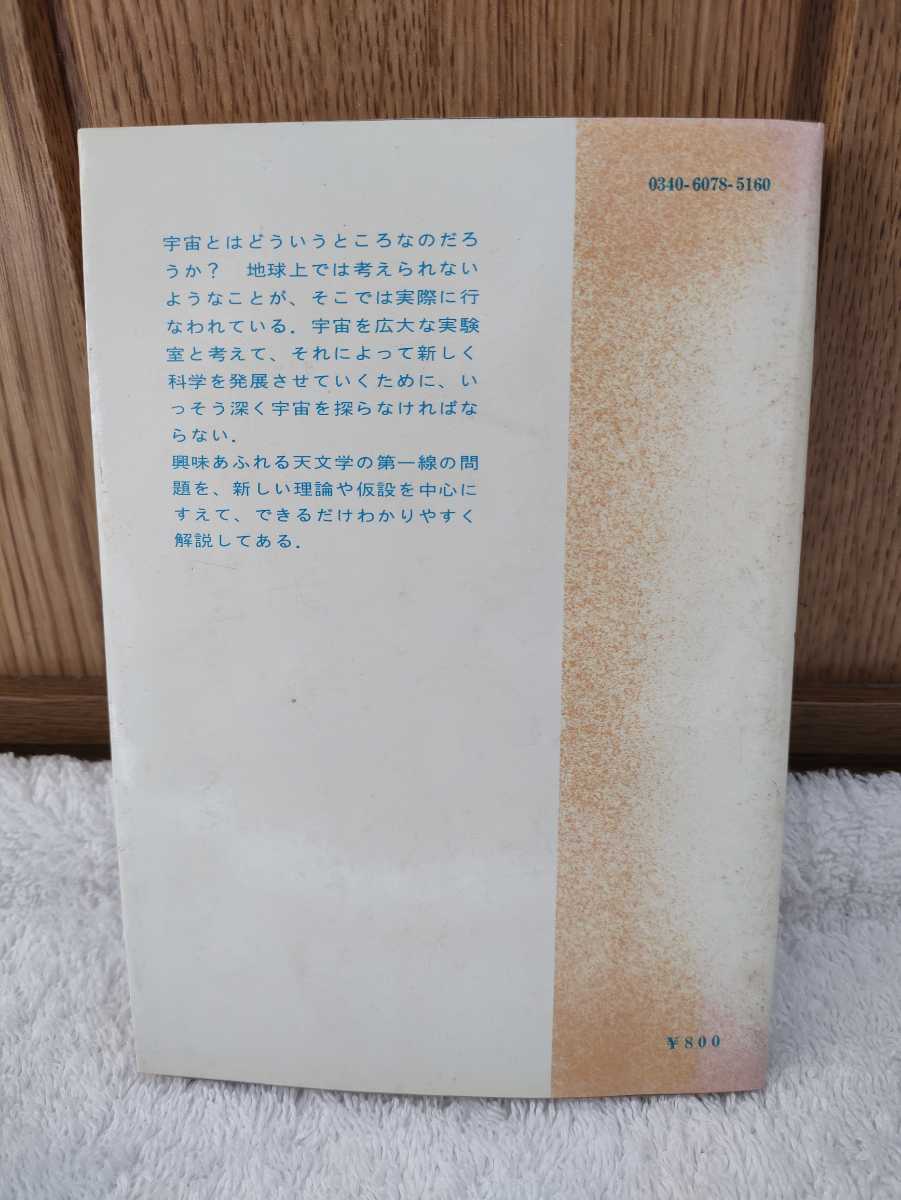 0340-6078-5160
宇宙とはどういうところなのだろ
うか？　地球上では考えられない
ようなことが、そこでは実際に行
なわれている．宇宙を広大な実験
室と考えて、それによって新しく
科学を発展させていくために、い
っそう深く宇宙を探らなければな
らない．
興味あふれる天文学の第一線の問
題を、新しい理論や仮設を中心に
すえて、できるだけわかりやすく
解説してある．
¥800